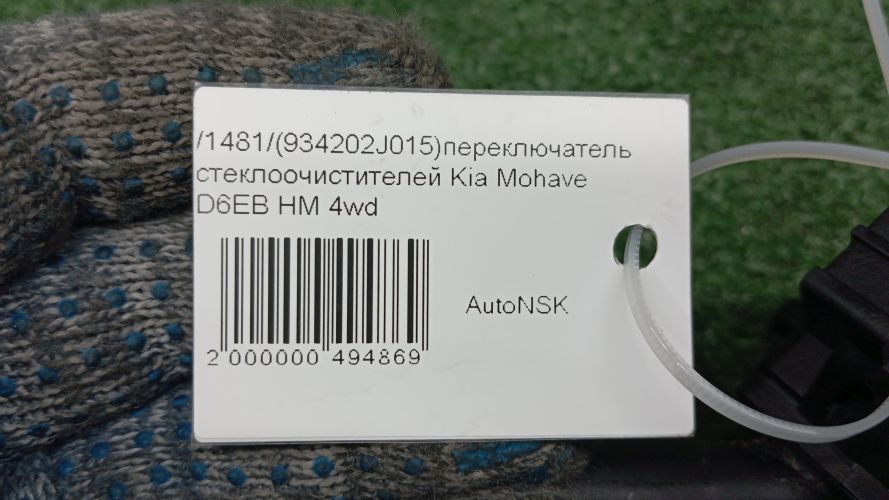 /1481/(934202J015)переключатель
стеклоочистителей Kia Mohave
D6EB HM 4wd
AutoNSK
2 000000 494869